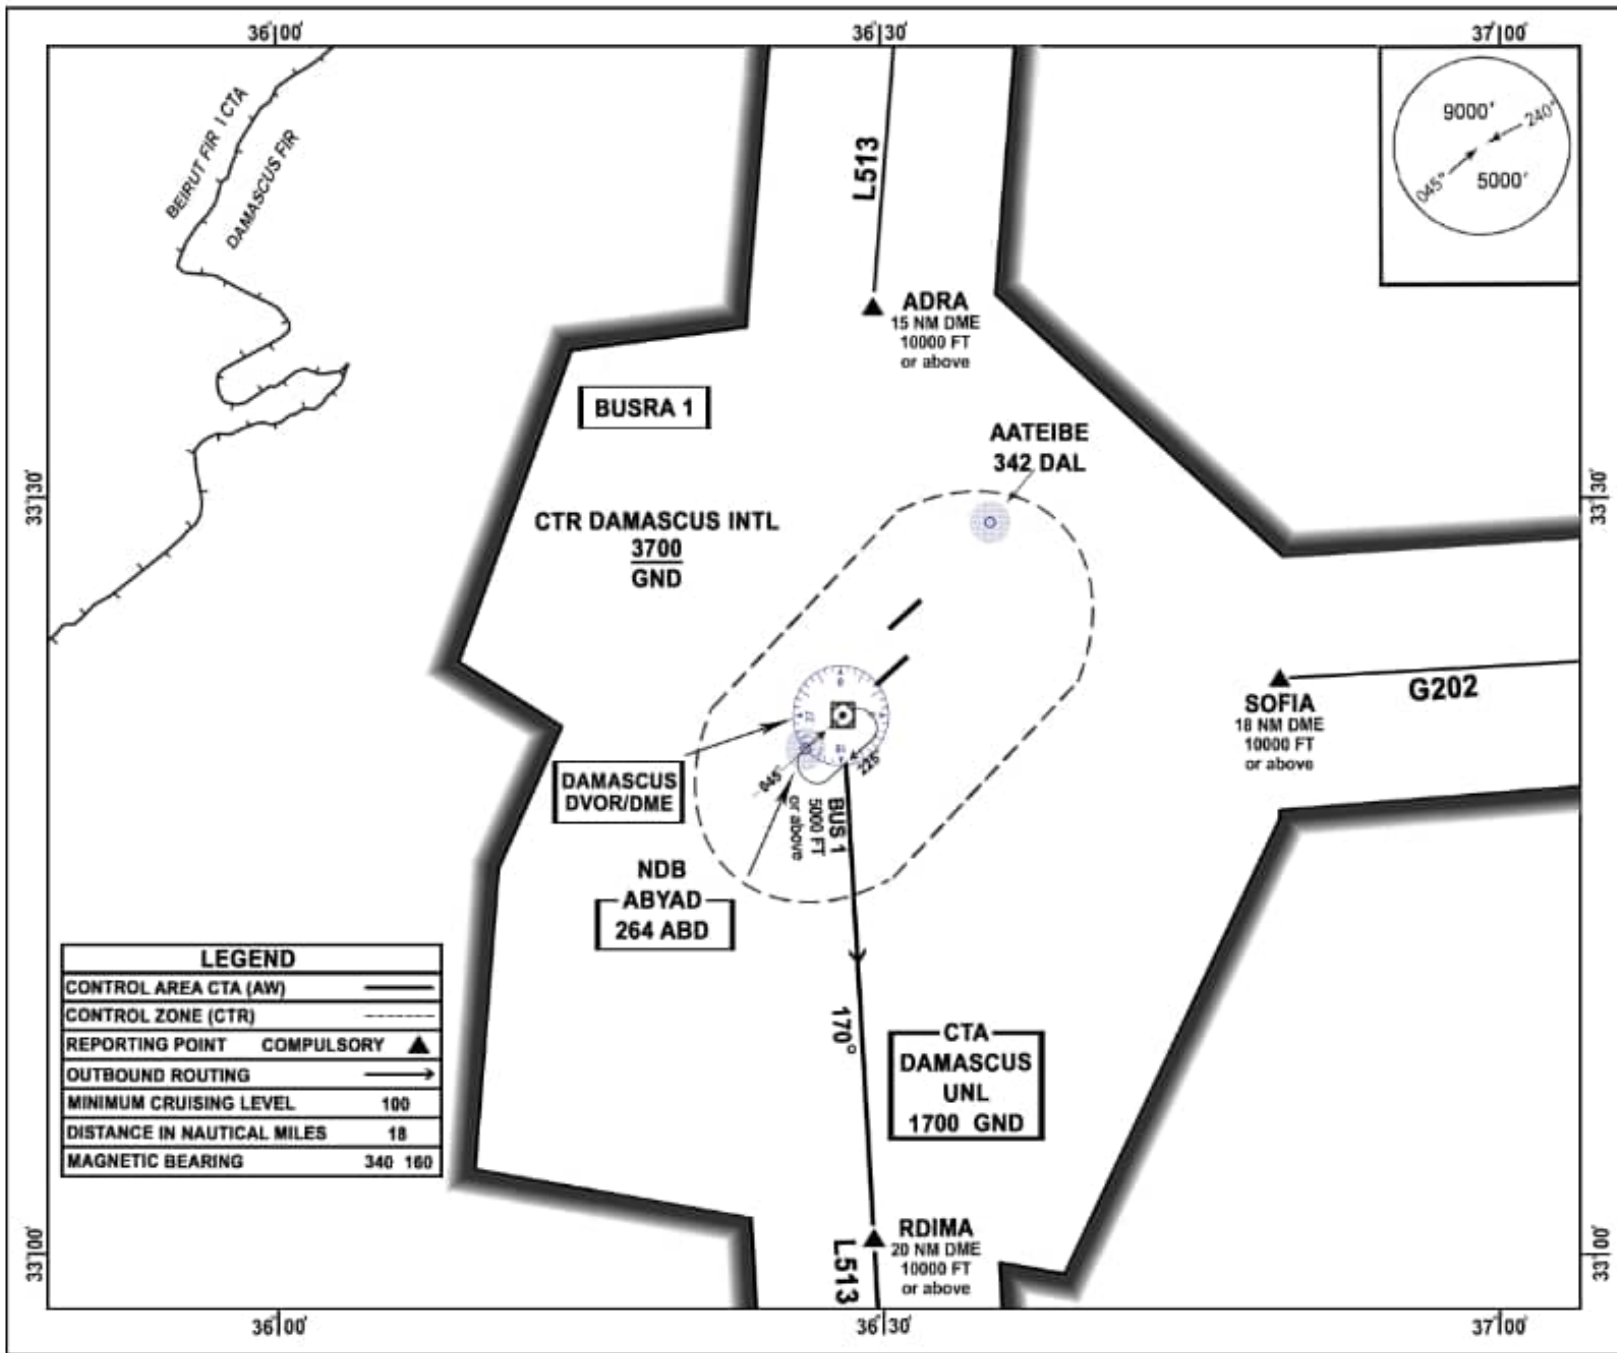 36°00'
36°30'
37°00'
BEIRUT FIR 1 CTA
DAMASCUS FIR
L513
9000'
240°
045°
5000'
ADRA
15 NM DME
10000 FT
or above
BUSRA 1
AATEIBE
342 DAL
33°30'
33°30'
CTR DAMASCUS INTL
3700
GND
G202
SOFIA
18 NM DME
10000 FT
or above
DAMASCUS
DVOR/DME
045°
225°
BUS 1
5000 FT
or above
NDB
ABYAD
264 ABD
170°
CTA
DAMASCUS
UNL
1700 GND
LEGEND
CONTROL AREA CTA (AW)
CONTROL ZONE (CTR)
REPORTING POINT COMPULSORY
OUTBOUND ROUTING
MINIMUM CRUISING LEVEL 100
DISTANCE IN NAUTICAL MILES 18
MAGNETIC BEARING 340 160
RDIMA
20 NM DME
10000 FT
or above
L513
33°00'
33°00'
36°00'
36°30'
37°00'